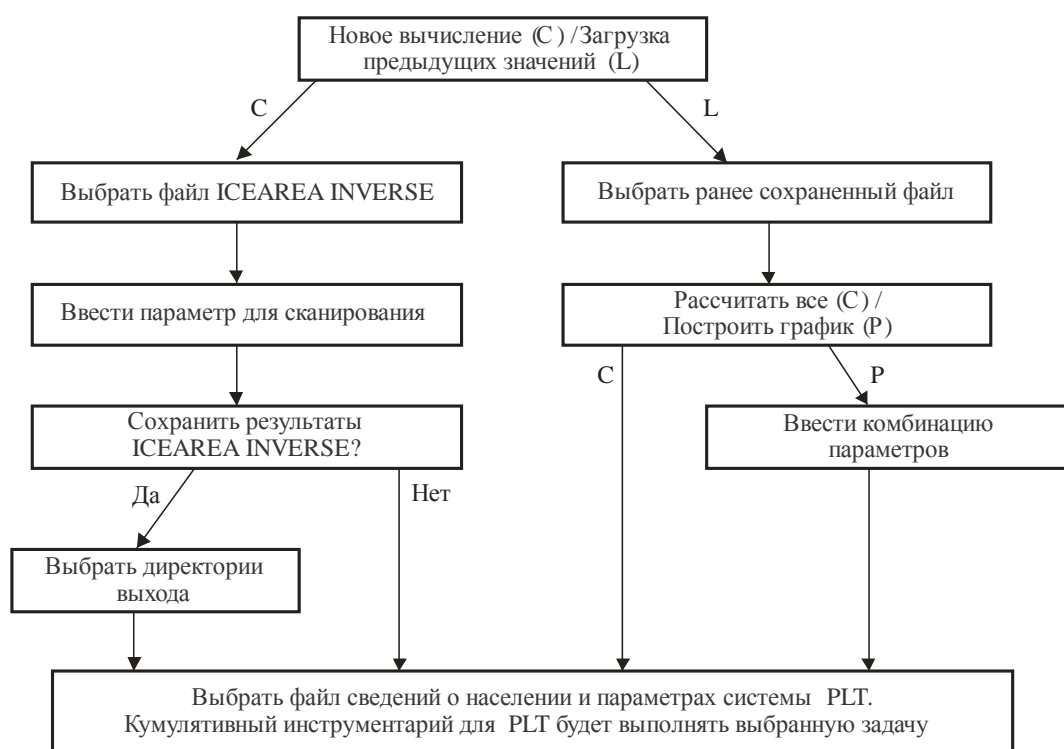 Новое вычисление (C) /Загрузка
предыдущих значений (L)
C
L
Выбрать файл ICEAREA INVERSE
Выбрать ранее сохраненный файл
Ввести параметр для сканирования
Рассчитать все (C) /
Построить график (P)
C
P
Сохранить результаты
ICEAREA INVERSE?
Ввести комбинацию
параметров
Да
Нет
Выбрать директории
выхода
Выбрать файл сведений о населении и параметрах системы PLT.
Кумулятивный инструментарий для PLT будет выполнять выбранную задачу